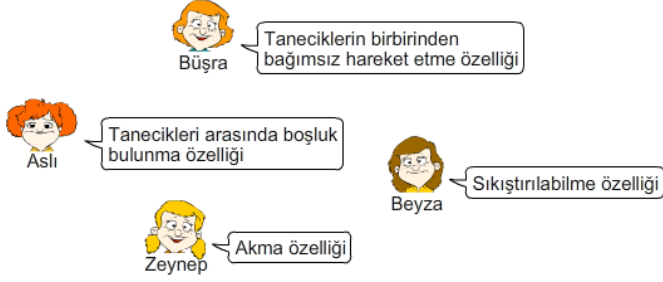 Taneciklerin birbirinden
bağımsız hareket etme özelliği
Büşra
Tanecikleri arasında boşluk
bulunma özelliği
Aslı
Sıkıştırılabilme özelliği
Beyza
Akma özelliği
Zeynep